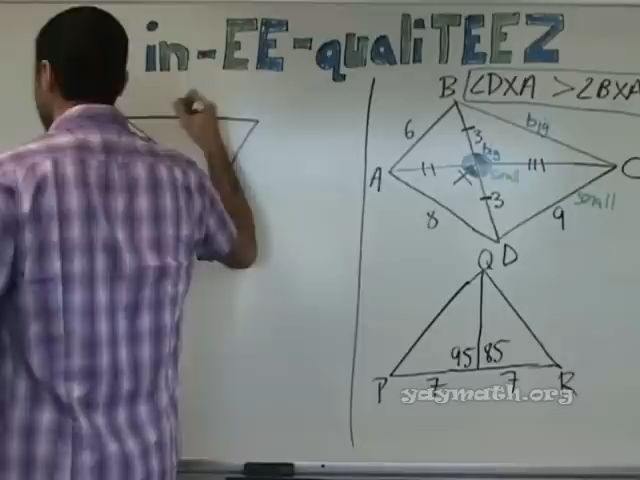 in-EE-qualiTEEZ
B ∠DXA > ∠BXA
6 3 big
big
A X small C
3 small
8 9
Q D
95 85
P 7 7 R
yaymath.org